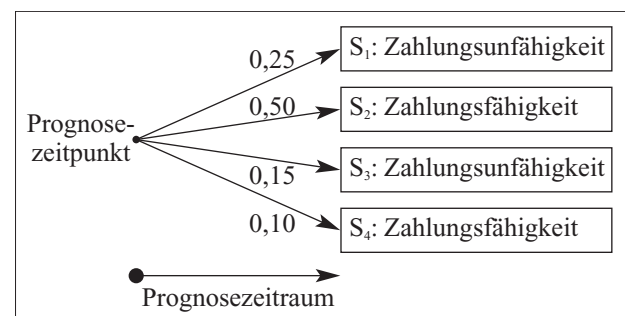 0,25
S₁: Zahlungsunfähigkeit
0,50
S₂: Zahlungsfähigkeit
Prognose-
zeitpunkt
0,15
S₃: Zahlungsunfähigkeit
0,10
S₄: Zahlungsfähigkeit
Prognosezeitraum